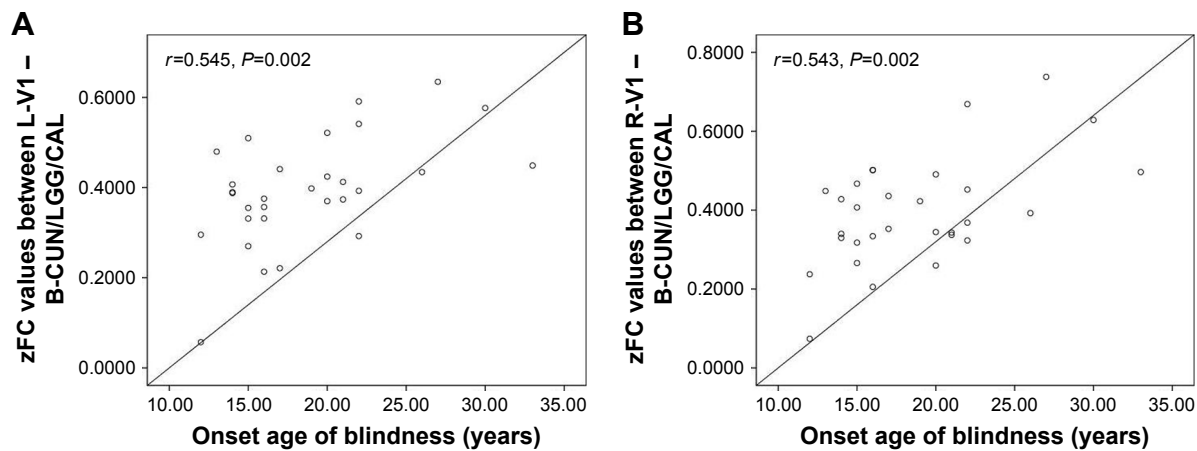 A
zFC values between L-V1 –
B-CUN/LGG/CAL
r=0.545, P=0.002
0.6000
0.4000
0.2000
0.0000
10.00 15.00 20.00 25.00 30.00 35.00
Onset age of blindness (years)
B
zFC values between R-V1 –
B-CUN/LGG/CAL
r=0.543, P=0.002
0.8000
0.6000
0.4000
0.2000
0.0000
10.00 15.00 20.00 25.00 30.00 35.00
Onset age of blindness (years)